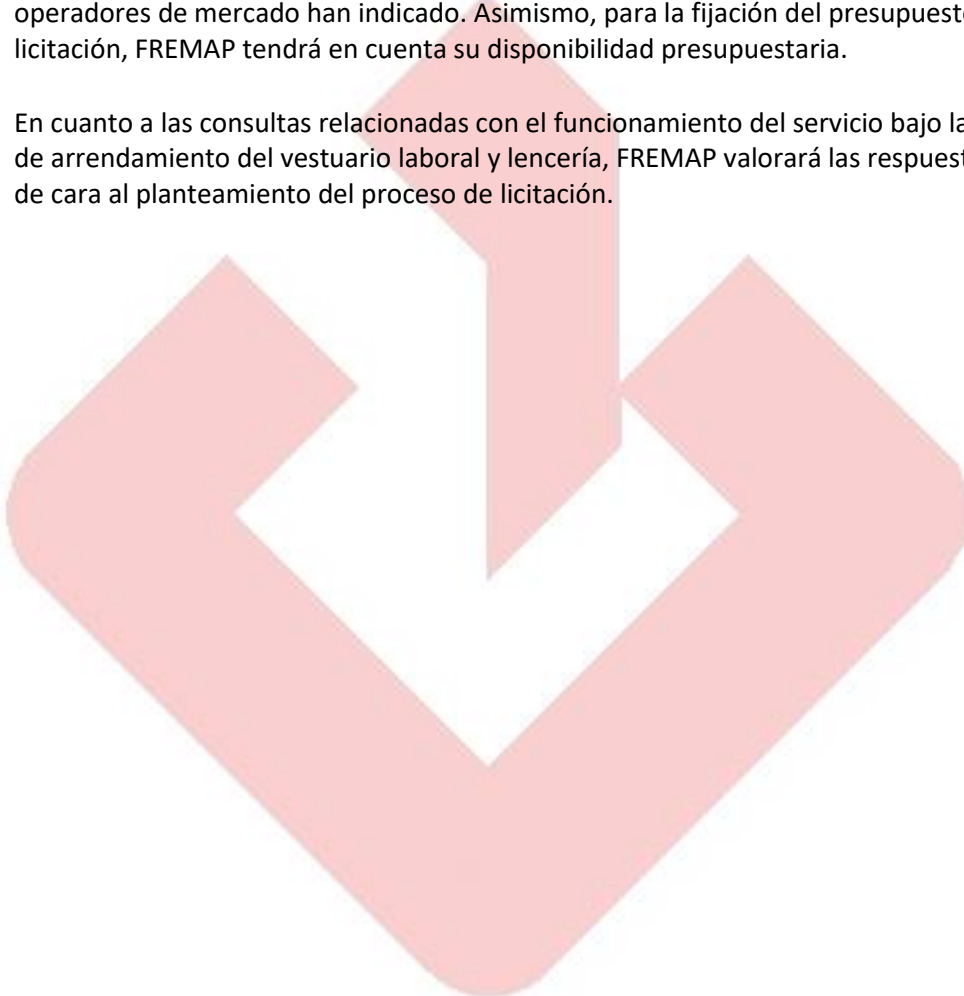 operadores de mercado han indicado. Asimismo, para la fijación del presupuesto
licitación, FREMAP tendrá en cuenta su disponibilidad presupuestaria.
En cuanto a las consultas relacionadas con el funcionamiento del servicio bajo la
de arrendamiento del vestuario laboral y lencería, FREMAP valorará las
de cara al planteamiento del proceso de licitación.